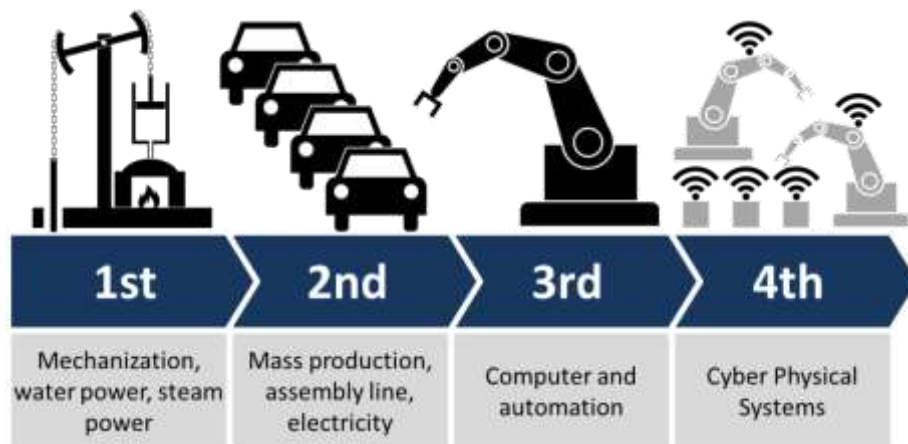 1st
2nd
3rd
4th
Mechanization,
water power, steam
power
Mass production,
assembly line,
electricity
Computer and
automation
Cyber Physical
Systems